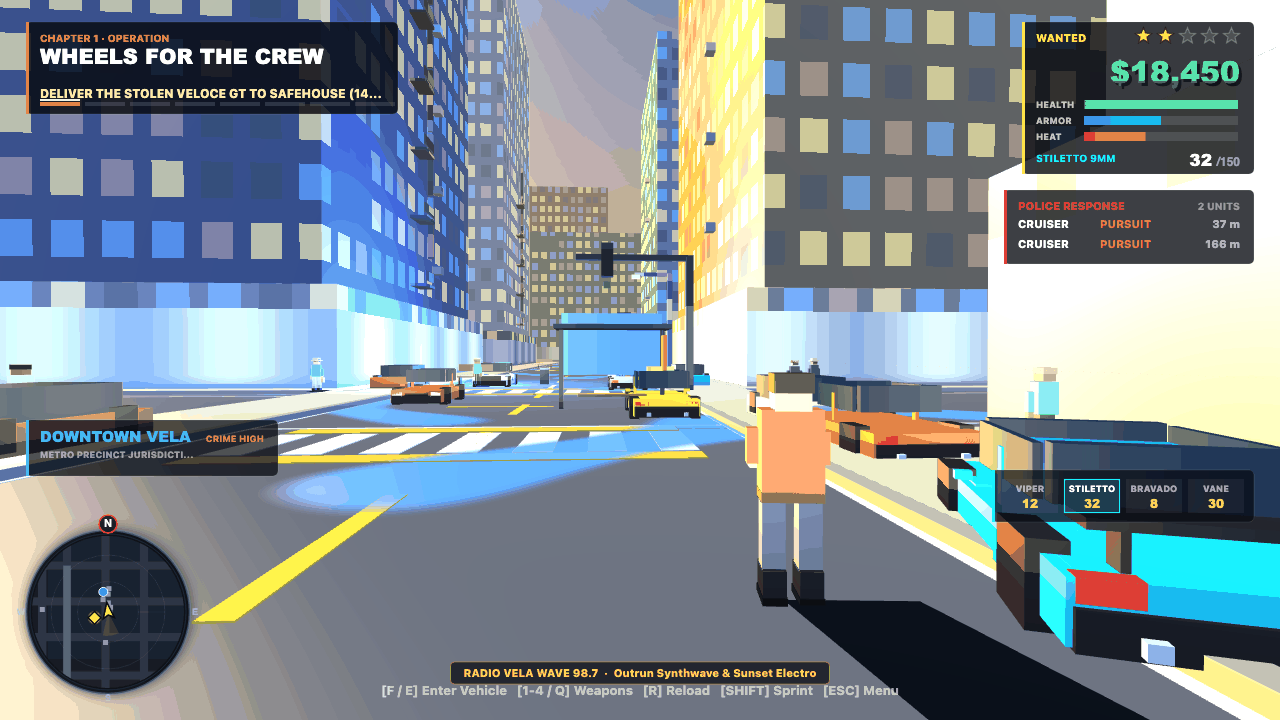 CHAPTER 1 · OPERATION
WHEELS FOR THE CREW
DELIVER THE STOLEN VELOCE GT TO SAFEHOUSE (14...
WANTED
$18,450
HEALTH
ARMOR
HEAT
STILETTO 9MM 32 /150
POLICE RESPONSE 2 UNITS
CRUISER PURSUIT 37 m
CRUISER PURSUIT 166 m
DOWNTOWN VELA CRIME HIGH
METRO PRECINCT JURISDICTI...
VIPER STILETTO BRAVADO VANE
12 32 8 30
N
E
RADIO VELA WAVE 98.7 · Outrun Synthwave & Sunset Electro
[F / E] Enter Vehicle [1-4 / Q] Weapons [R] Reload [SHIFT] Sprint [ESC] Menu